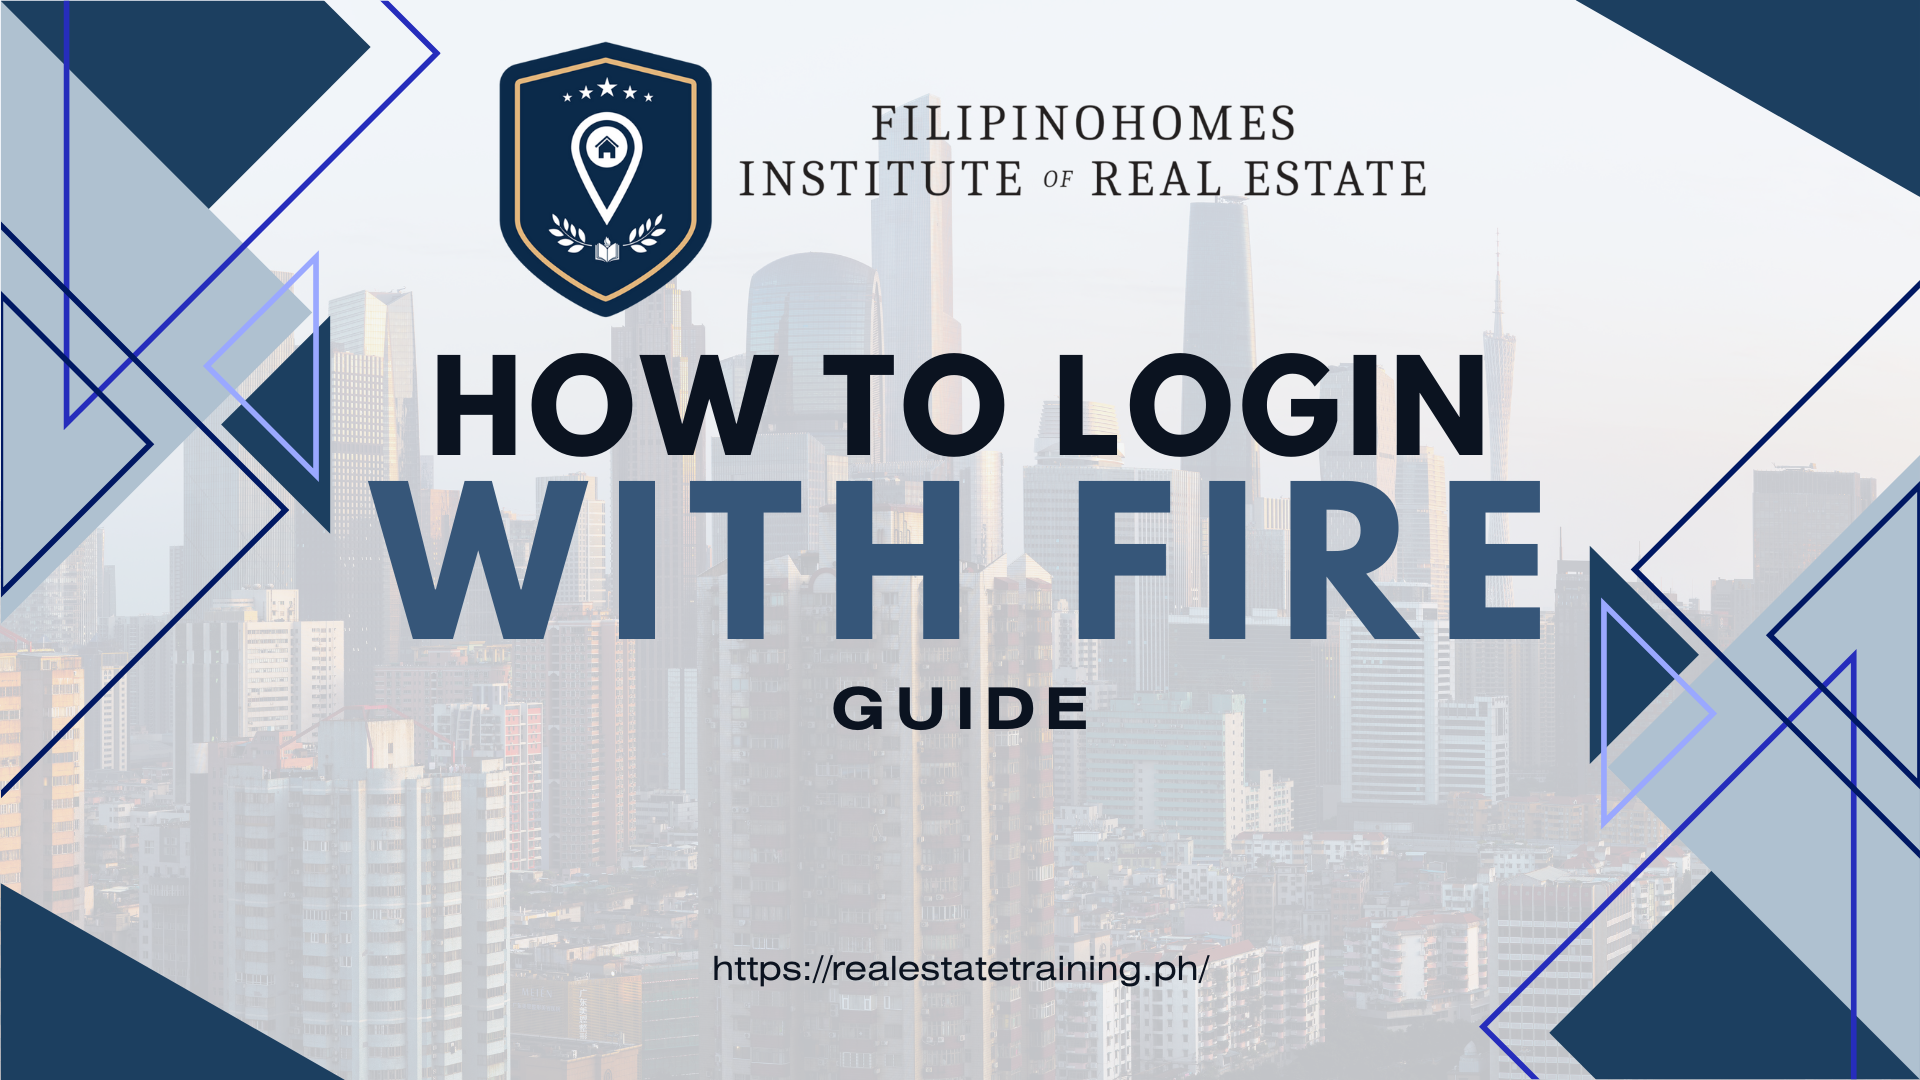 FILIPINOHOMES
INSTITUTE OF REAL ESTATE
HOW TO LOGIN
WITH FIRE
GUIDE
https://realestatetraining.ph/